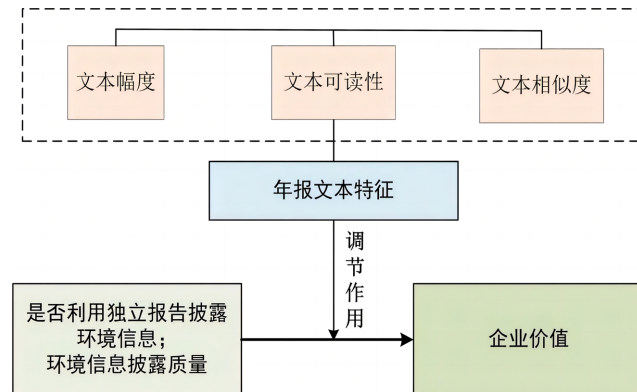 文本幅度
文本可读性
文本相似度
年报文本特征
调节作用
是否利用独立报告披露
环境信息；
环境信息披露质量
企业价值